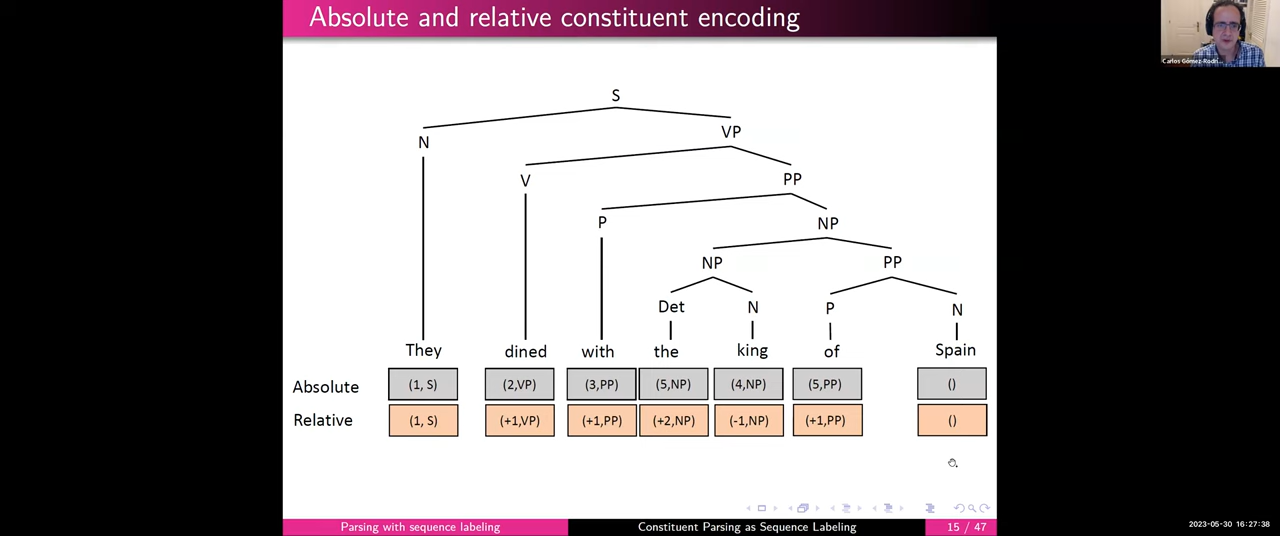 Absolute and relative constituent encoding
Carlos Gómez-Rodrí...
S
N
VP
V
PP
P
NP
NP
PP
Det
N
P
N
They dined with the king of Spain
Absolute (1, S) (2,VP) (3,PP) (5,NP) (4,NP) (5,PP) ()
Relative (1, S) (+1,VP) (+1,PP) (+2,NP) (-1,NP) (+1,PP) ()
Parsing with sequence labeling Constituent Parsing as Sequence Labeling 15 / 47
2023-05-30 16:27:38